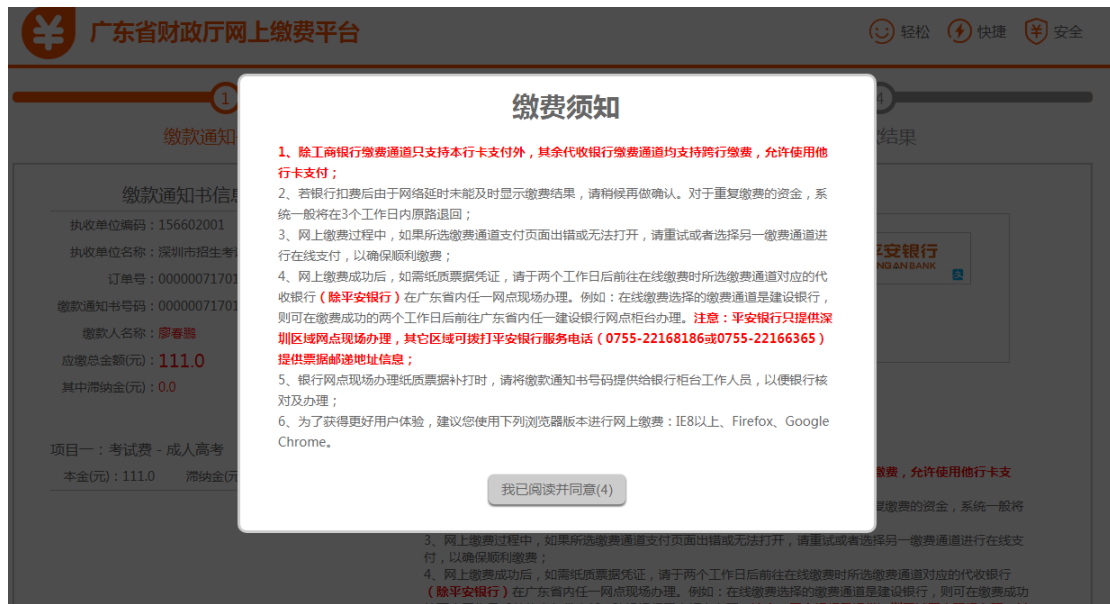 广东省财政厅网上缴费平台
轻松 快捷 安全
1
4
缴款通知
结果
缴费须知
1、除工商银行缴费通道只支持本行卡支付外，其余代收银行缴费通道均支持跨行缴费，允许使用他
行卡支付；
2、若银行扣费后由于网络延时未能及时显示缴费结果，请稍候再做确认。对于重复缴费的资金，系
统一般将在3个工作日内原路退回；
3、网上缴费过程中，如果所选缴费通道支付页面出错或无法打开，请重试或者选择另一缴费通道进
行在线支付，以确保顺利缴费；
4、网上缴费成功后，如需纸质票据凭证，请于两个工作日后前往在线缴费时所选缴费通道对应的代
收银行（除平安银行）在广东省内任一网点现场办理。例如：在线缴费选择的缴费通道是建设银行，
则可在缴费成功的两个工作日后前往广东省内任一建设银行网点柜台办理。注意：平安银行只提供深
圳区域网点现场办理，其它区域可拨打平安银行服务电话（0755-22168186或0755-22166365）
提供票据邮递地址信息；
5、银行网点现场办理纸质票据补打时，请将缴款通知书号码提供给银行柜台工作人员，以便银行核
对及办理；
6、为了获得更好用户体验，建议您使用下列浏览器版本进行网上缴费：IE8以上、Firefox、Google
Chrome。
我已阅读并同意(4)
缴款通知书信息
执收单位编码：156602001
执收单位名称：深圳市招生考
订单号：00000071701
缴款通知书号码：00000071701
缴款人名称：廖春鹏
应缴总金额(元)：111.0
其中滞纳金(元)：0.0
项目一：考试费 - 成人高考
本金(元)：111.0 滞纳金(元
平安银行
NGAN BANK
缴费，允许使用他行卡支
复缴费的资金，系统一般将
3、网上缴费过程中，如果所选缴费通道支付页面出错或无法打开，请重试或者选择另一缴费通道进行在线支
付，以确保顺利缴费；
4、网上缴费成功后，如需纸质票据凭证，请于两个工作日后前往在线缴费时所选缴费通道对应的代收银行
（除平安银行）在广东省内任一网点现场办理。例如：在线缴费选择的缴费通道是建设银行，则可在缴费成功